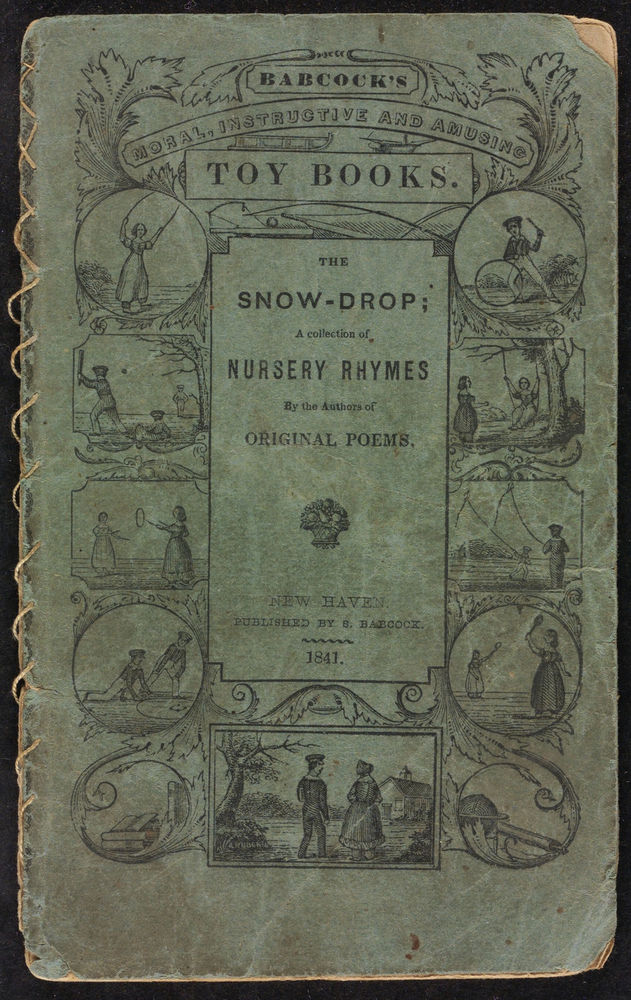 BABCOCK'S
MORAL, INSTRUCTIVE AND AMUSING
TOY BOOKS.
THE
SNOW-DROP;
A collection of
NURSERY RHYMES
By the Authors of
ORIGINAL POEMS.
NEW HAVEN.
PUBLISHED BY S. BABCOCK.
1841.